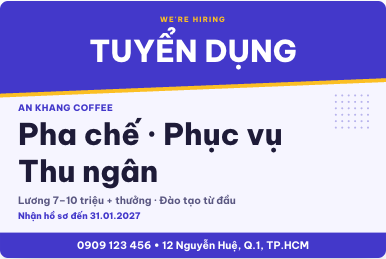 WE'RE HIRING
TUYỂN DỤNG
AN KHANG COFFEE
Pha chế · Phục vụ
Thu ngân
Lương 7–10 triệu + thưởng · Đào tạo từ đầu
Nhận hồ sơ đến 31.01.2027
0909 123 456 • 12 Nguyễn Huệ, Q.1, TP.HCM